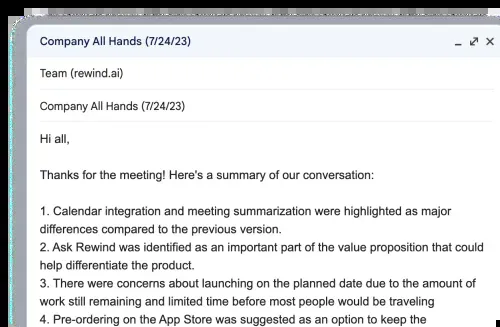 Company All Hands (7/24/23)
Team (rewind.ai)
Company All Hands (7/24/23)
Hi all,
Thanks for the meeting! Here's a summary of our conversation:
1. Calendar integration and meeting summarization were highlighted as major
differences compared to the previous version.
2. Ask Rewind was identified as an important part of the value proposition that could
help differentiate the product.
3. There were concerns about launching on the planned date due to the amount of
work still remaining and limited time before most people would be traveling
4. Pre-ordering on the App Store was suggested as an option to keep the